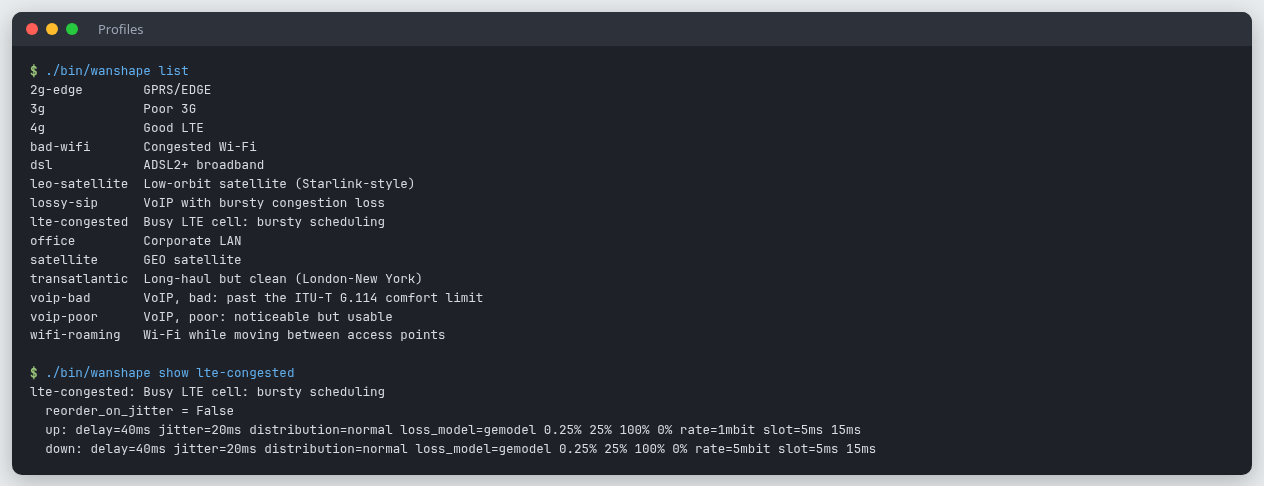 Profiles
$ ./bin/wanshape list
2g-edge        GPRS/EDGE
3g             Poor 3G
4g             Good LTE
bad-wifi       Congested Wi-Fi
dsl            ADSL2+ broadband
leo-satellite  Low-orbit satellite (Starlink-style)
lossy-sip      VoIP with bursty congestion loss
lte-congested  Busy LTE cell: bursty scheduling
office         Corporate LAN
satellite      GEO satellite
transatlantic  Long-haul but clean (London-New York)
voip-bad       VoIP, bad: past the ITU-T G.114 comfort limit
voip-poor      VoIP, poor: noticeable but usable
wifi-roaming   Wi-Fi while moving between access points
$ ./bin/wanshape show lte-congested
lte-congested: Busy LTE cell: bursty scheduling
  reorder_on_jitter = False
  up: delay=40ms jitter=20ms distribution=normal loss_model=gemodel 0.25% 25% 100% 0% rate=1mbit slot=5ms 15ms
  down: delay=40ms jitter=20ms distribution=normal loss_model=gemodel 0.25% 25% 100% 0% rate=5mbit slot=5ms 15ms